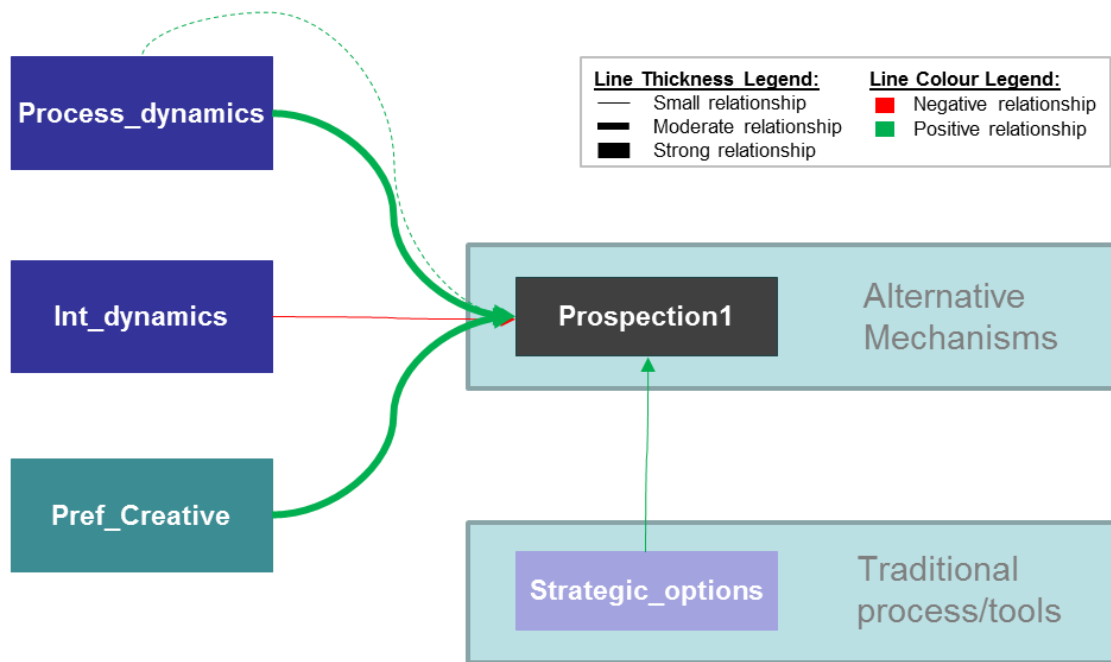 Process_dynamics
Line Thickness Legend:
Small relationship
Moderate relationship
Strong relationship
Line Colour Legend:
Negative relationship
Positive relationship
Int_dynamics
Prospection1
Alternative
Mechanisms
Pref_Creative
Strategic_options
Traditional
process/tools